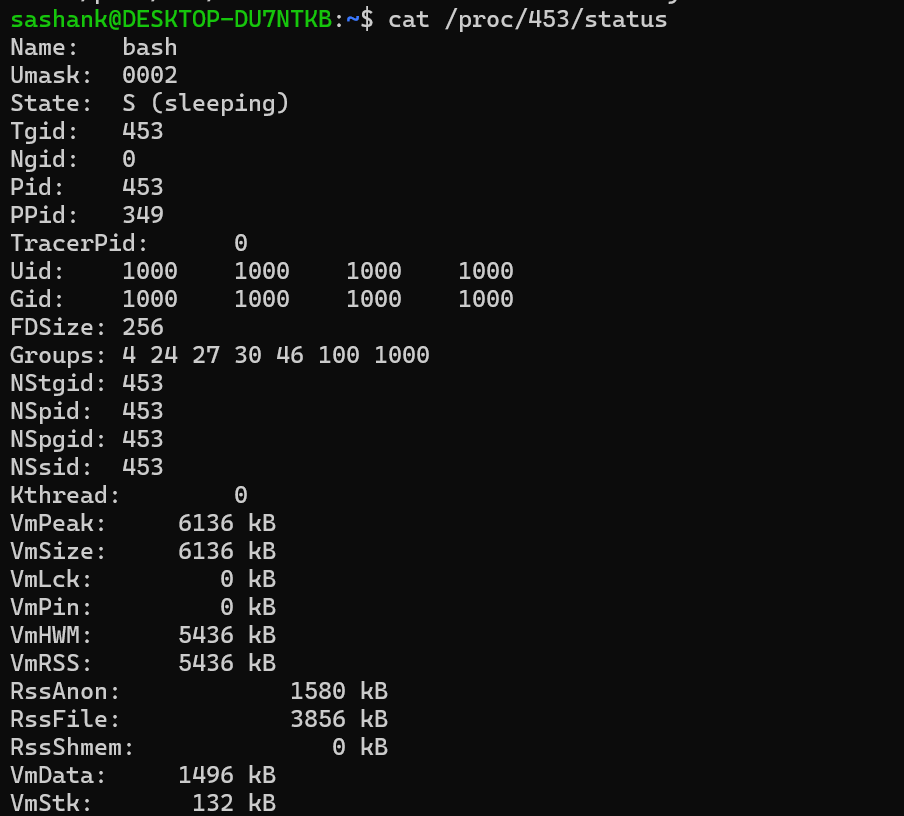 sashank@DESKTOP-DU7NTKB:~$ cat /proc/453/status
Name:   bash
Umask:  0002
State:  S (sleeping)
Tgid:   453
Ngid:   0
Pid:    453
PPid:   349
TracerPid:      0
Uid:    1000    1000    1000    1000
Gid:    1000    1000    1000    1000
FDSize: 256
Groups: 4 24 27 30 46 100 1000
NStgid: 453
NSpid:  453
NSpgid: 453
NSsid:  453
Kthread:        0
VmPeak:     6136 kB
VmSize:     6136 kB
VmLck:         0 kB
VmPin:         0 kB
VmHWM:      5436 kB
VmRSS:      5436 kB
RssAnon:            1580 kB
RssFile:            3856 kB
RssShmem:              0 kB
VmData:     1496 kB
VmStk:       132 kB